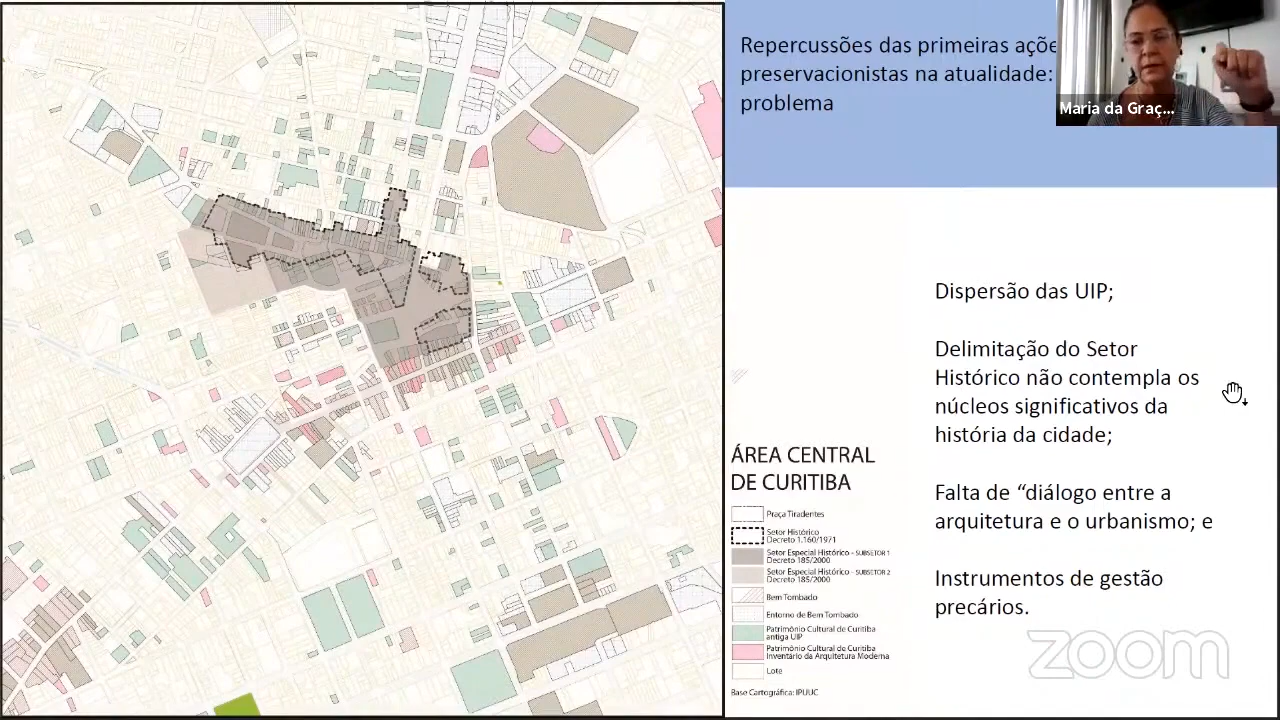 Repercussões das primeiras açõe
preservacionistas na atualidade:
problema
Maria da Graç...
Dispersão das UIP;
Delimitação do Setor
Histórico não contempla os
núcleos significativos da
história da cidade;
Falta de “diálogo entre a
arquitetura e o urbanismo; e
Instrumentos de gestão
precários.
ÁREA CENTRAL
DE CURITIBA
Praça Tiradentes
Setor Histórico
Decreto 1.160/1971
Setor Especial Histórico - SUBSETOR 1
Decreto 185/2000
Setor Especial Histórico - SUBSETOR 2
Decreto 185/2000
Bem Tombado
Entorno de Bem Tombado
Patrimônio Cultural de Curitiba
antiga UIP
Patrimônio Cultural de Curitiba
Inventário da Arquitetura Moderna
Lote
Base Cartográfica: IPUUC
zoom